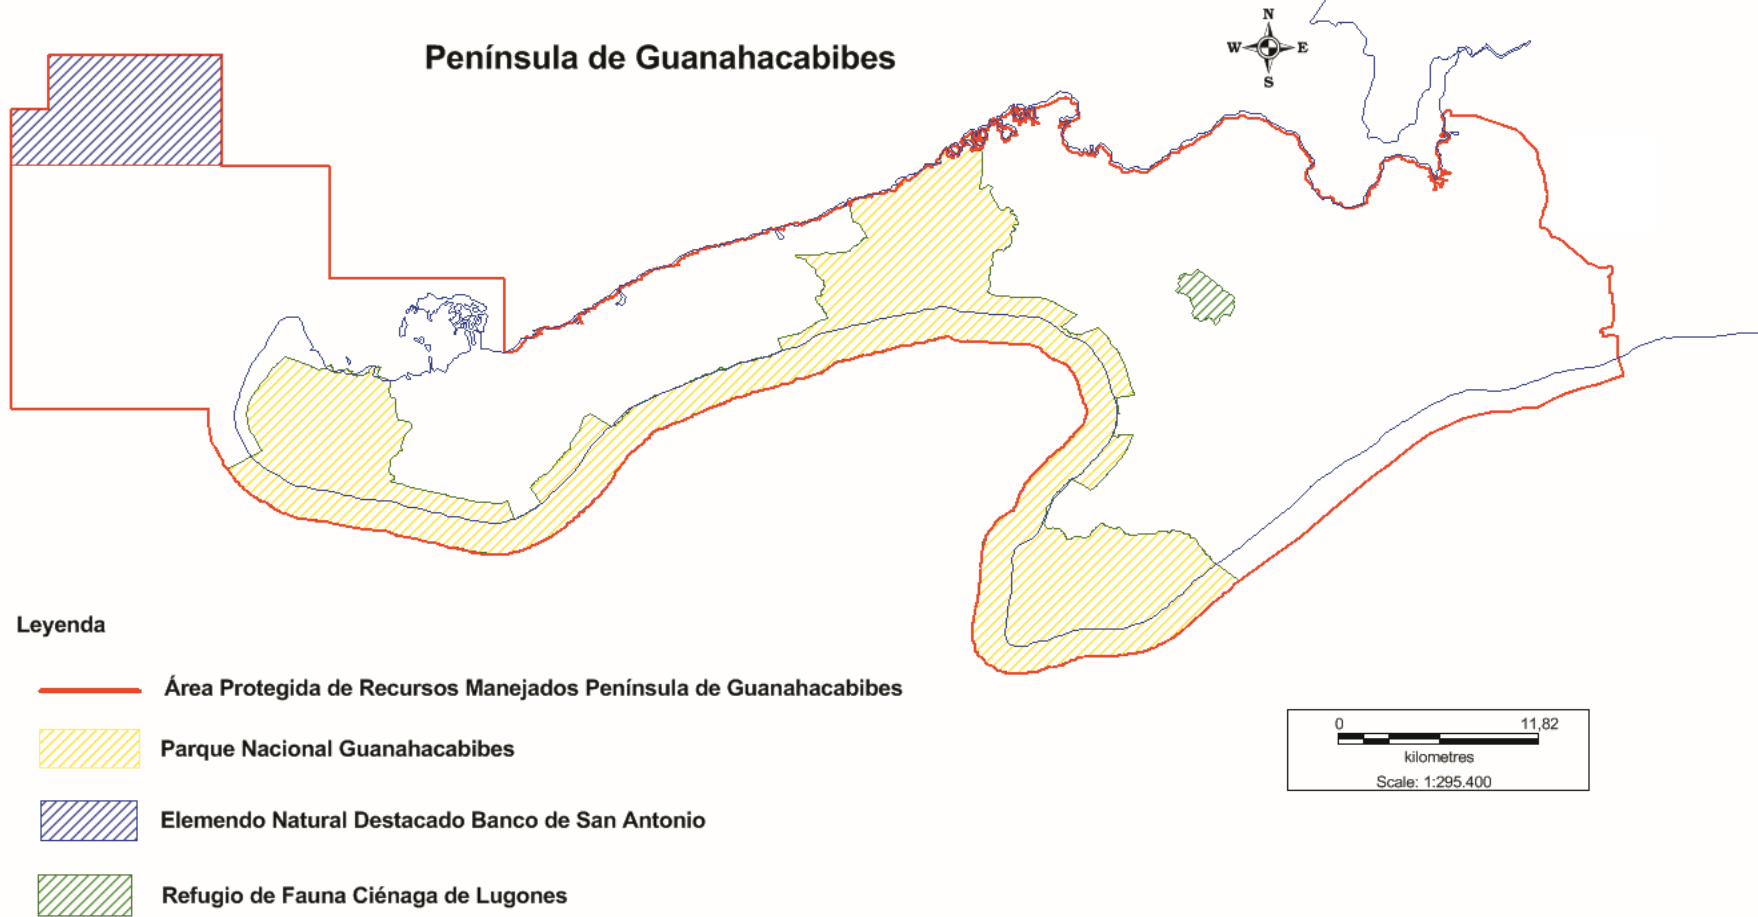 Península de Guanahacabibes
N
W E
S
Leyenda
Área Protegida de Recursos Manejados Península de Guanahacabibes
Parque Nacional Guanahacabibes
Elemendo Natural Destacado Banco de San Antonio
Refugio de Fauna Ciénaga de Lugones
0 11,82
kilometres
Scale: 1:295.400